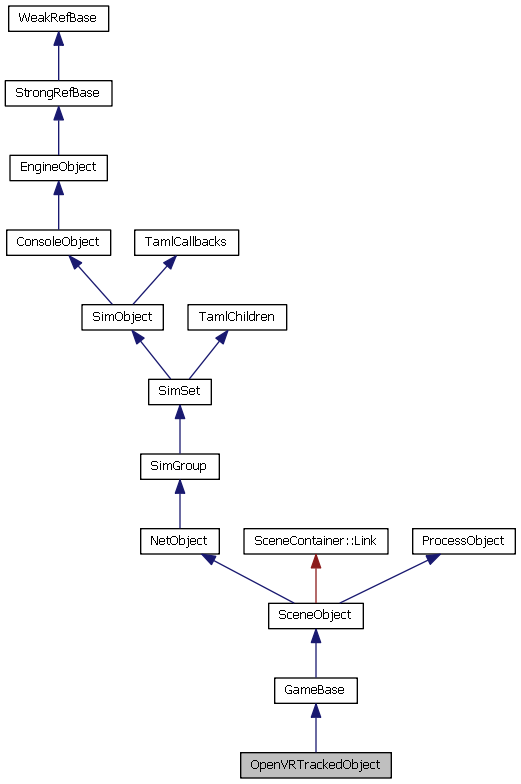 WeakRefBase
StrongRefBase
EngineObject
ConsoleObject
TamlCallbacks
SimObject
TamlChildren
SimSet
SimGroup
NetObject
SceneContainer::Link
ProcessObject
SceneObject
GameBase
OpenVRTrackedObject